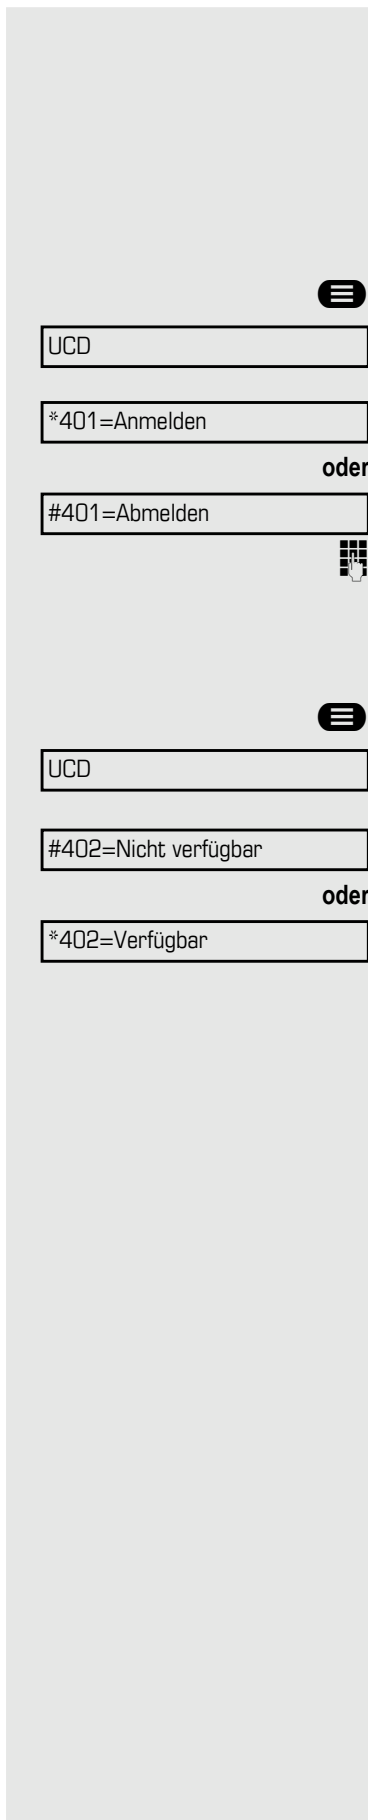 UCD
*401=Anmelden
oder
#401=Abmelden
UCD
#402=Nicht verfügbar
oder
*402=Verfügbar